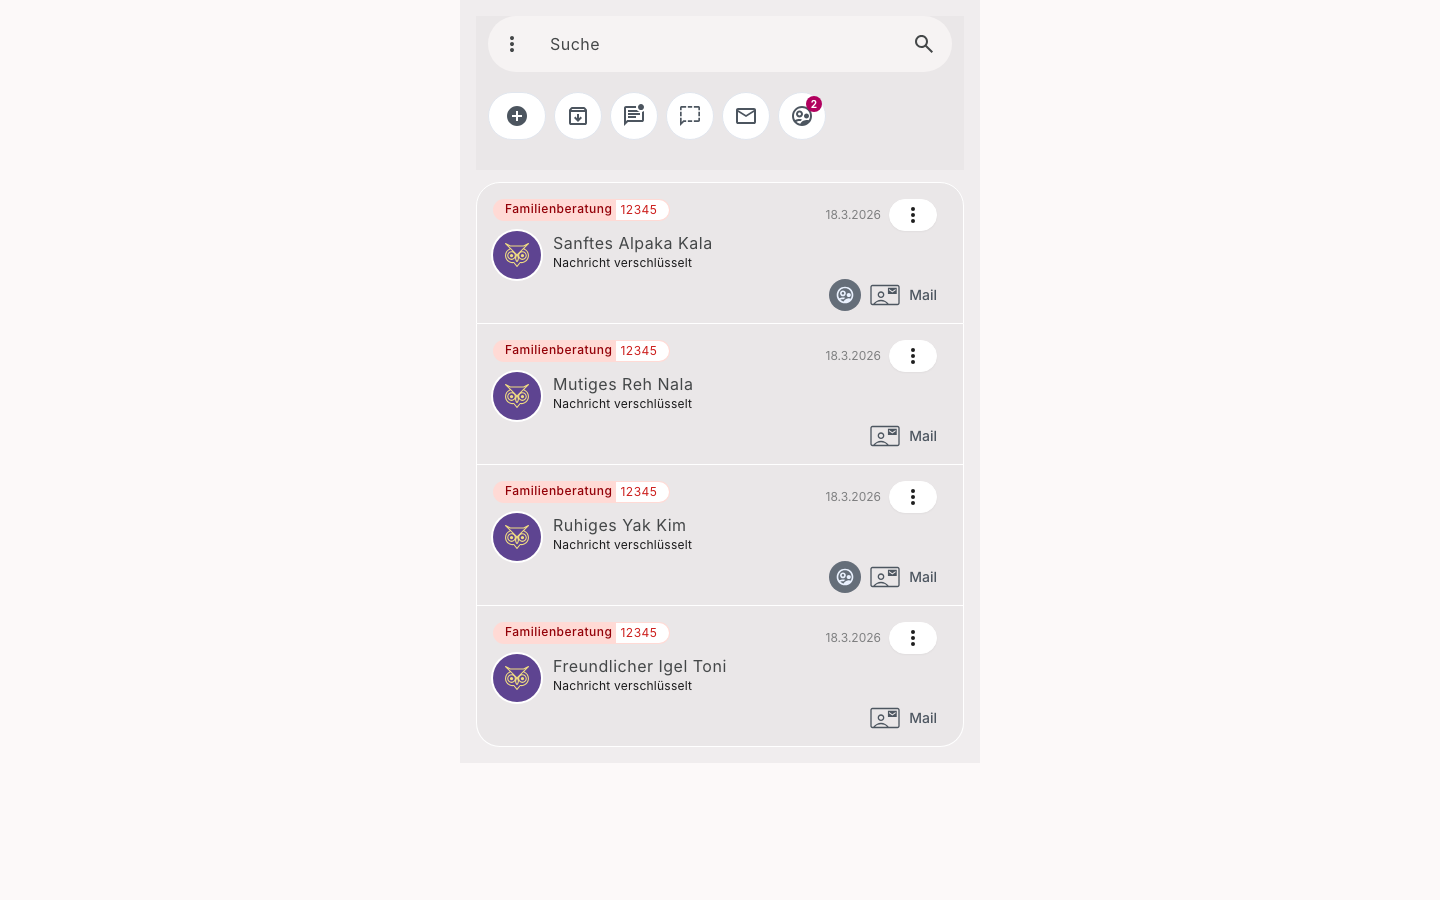 Suche
2
Familienberatung 12345
18.3.2026
Sanftes Alpaka Kala
Nachricht verschlüsselt
Mail
Familienberatung 12345
18.3.2026
Mutiges Reh Nala
Nachricht verschlüsselt
Mail
Familienberatung 12345
18.3.2026
Ruhiges Yak Kim
Nachricht verschlüsselt
Mail
Familienberatung 12345
18.3.2026
Freundlicher Igel Toni
Nachricht verschlüsselt
Mail